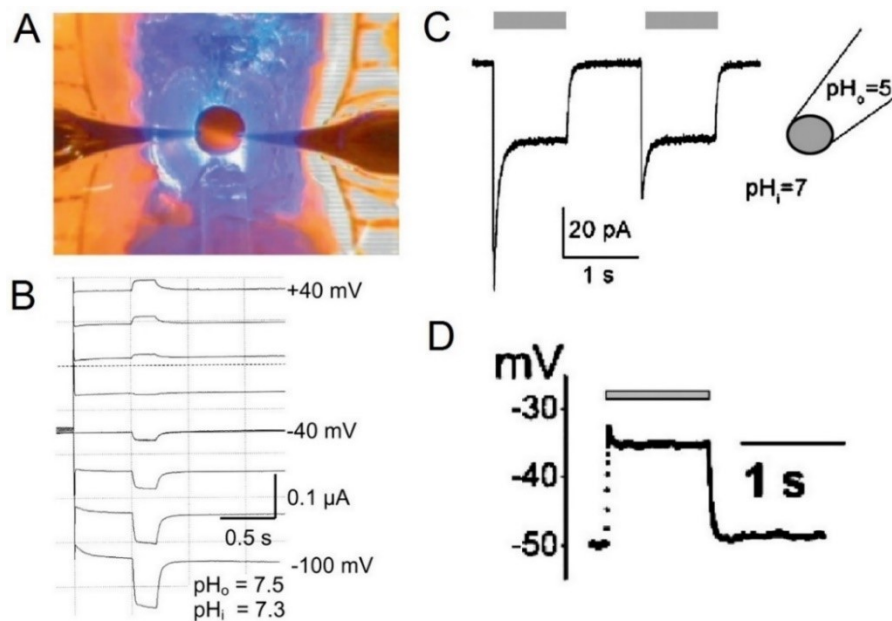 A
B
+40 mV
-40 mV
0.1 µA
0.5 s
-100 mV
pHo = 7.5
pHi = 7.3
C
20 pA
1 s
pHo=5
pHi=7
D
mV
-30
-40
-50
1 s